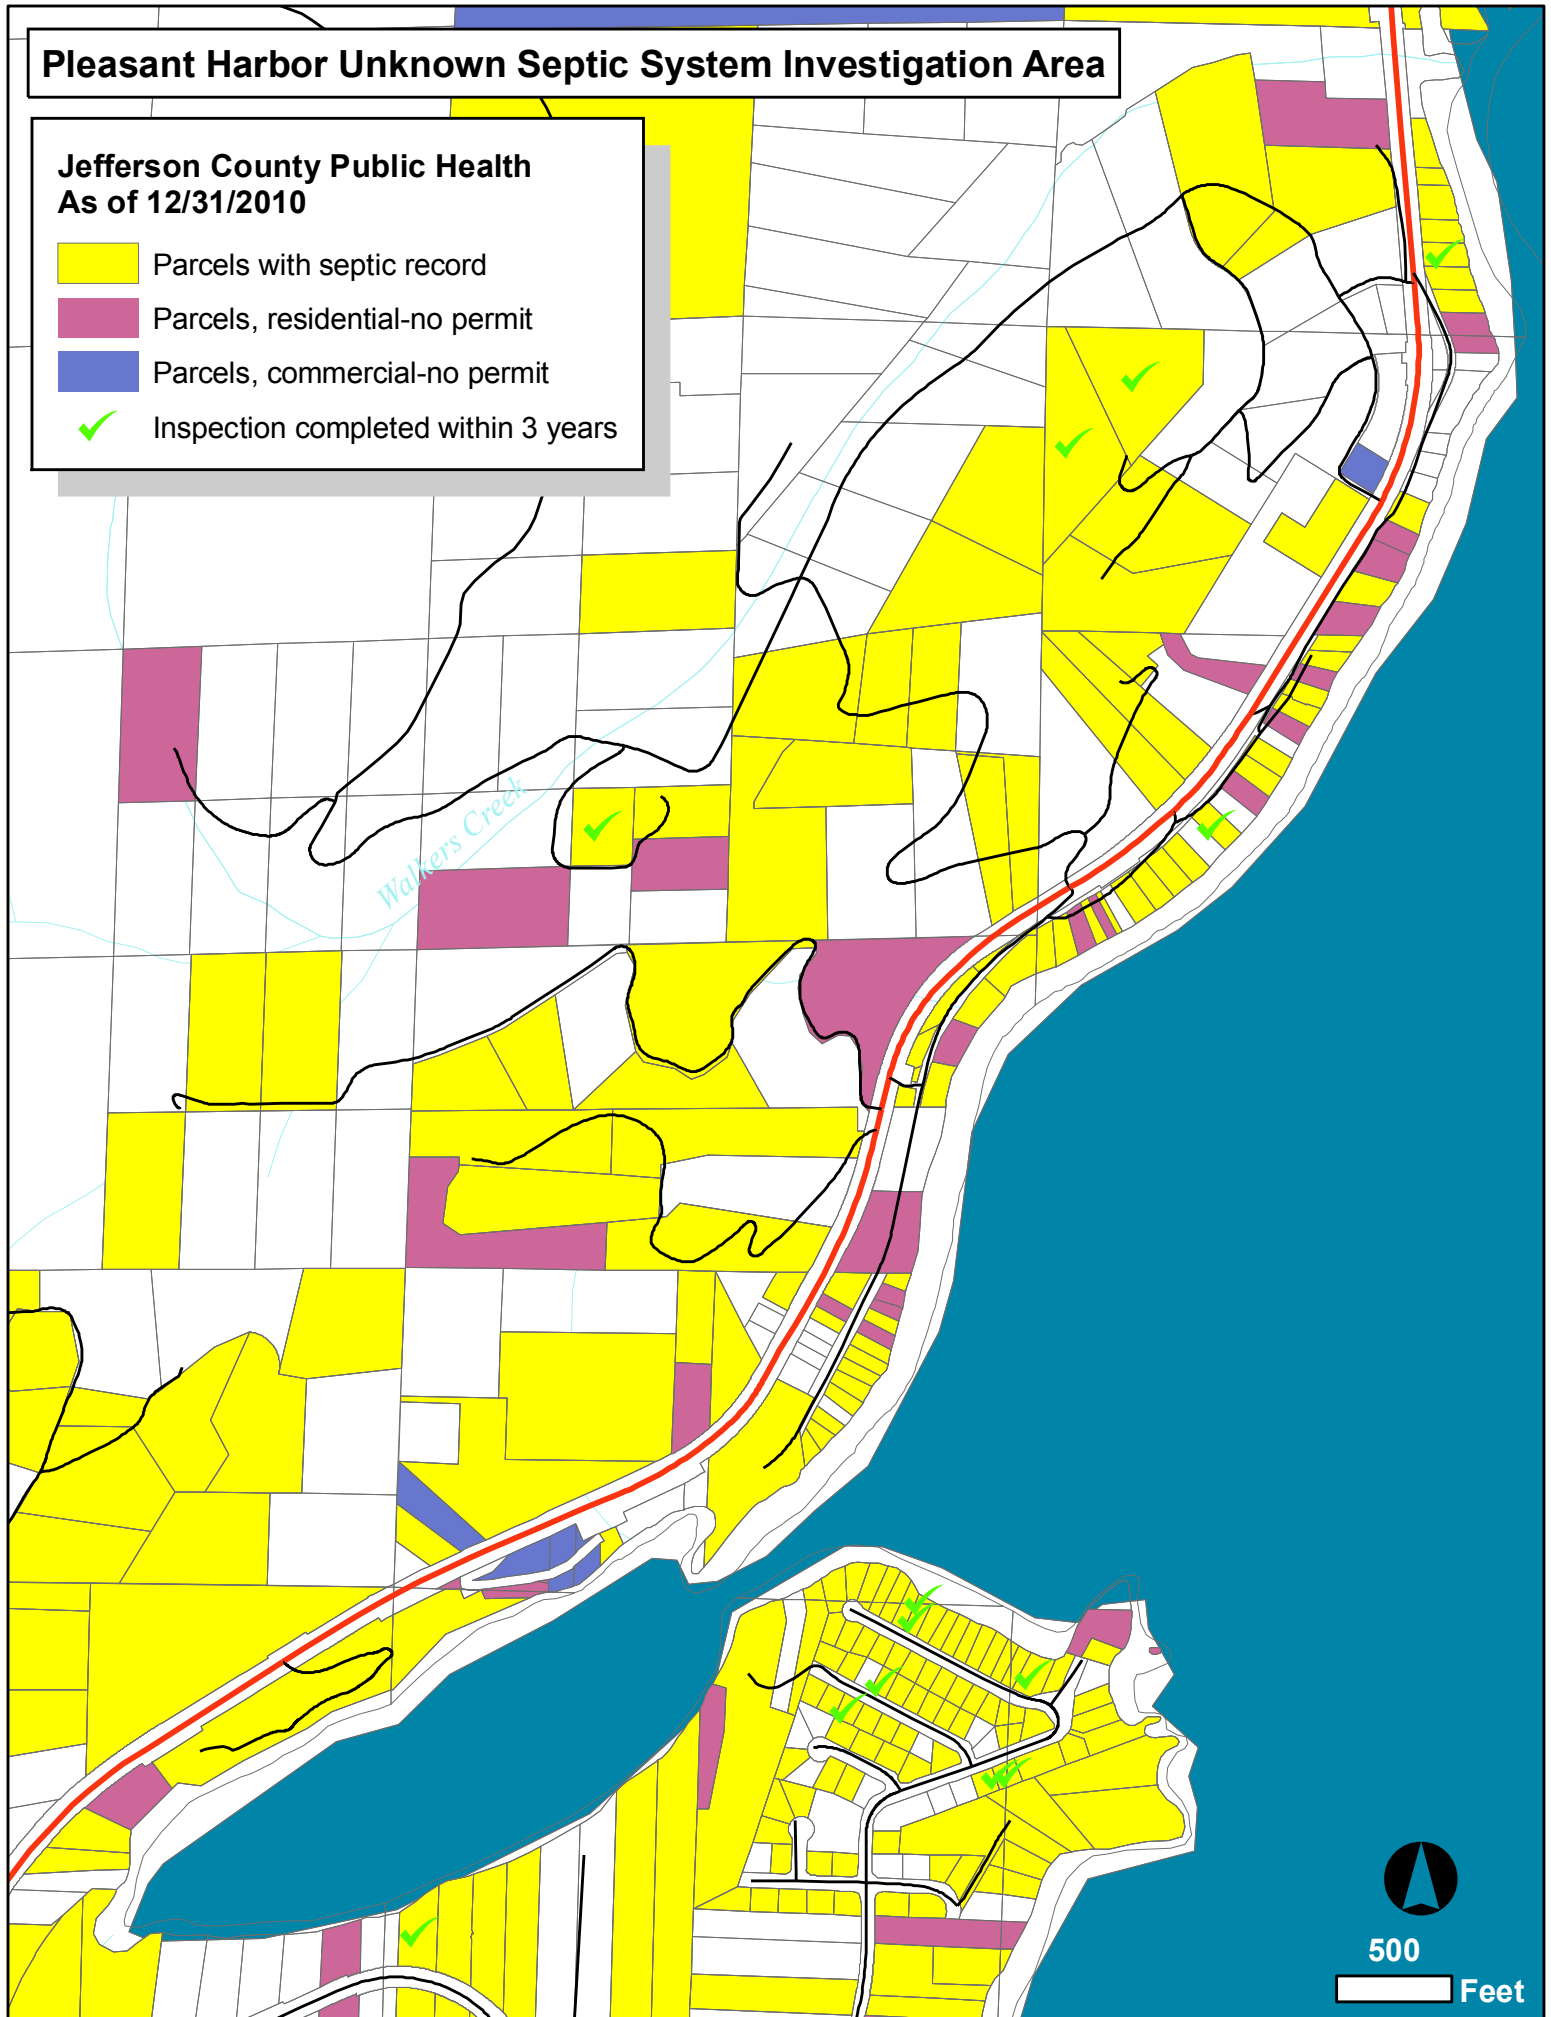 Pleasant Harbor Unknown Septic System Investigation Area
Jefferson County Public Health
As of 12/31/2010
Parcels with septic record
Parcels, residential-no permit
Parcels, commercial-no permit
Inspection completed within 3 years
Walkers Creek
500
Feet